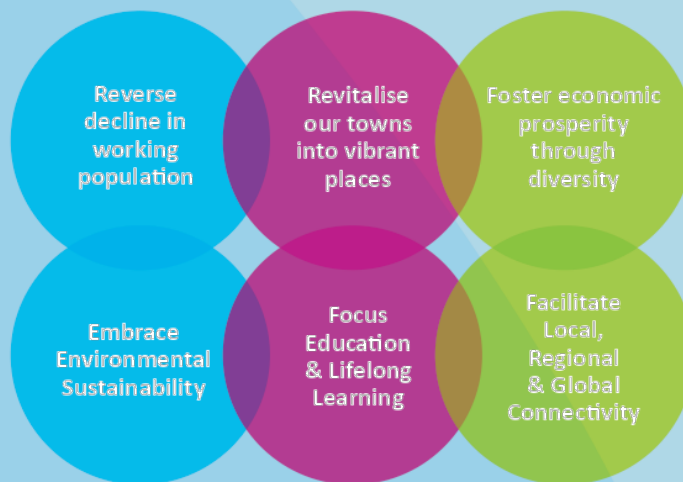 Reverse
decline in
working
population
Revitalise
our towns
into vibrant
places
Foster economic
prosperity
through
diversity
Embrace
Environmental
Sustainability
Focus
Education
& Lifelong
Learning
Facilitate
Local,
Regional
& Global
Connectivity